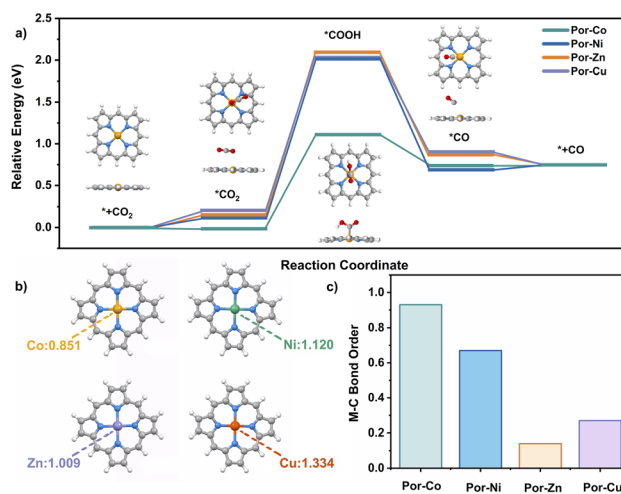 a)
Relative Energy (eV)
2.5
2.0
1.5
1.0
0.5
0.0
*+CO₂
*CO₂
*COOH
*CO
*+CO
Por-Co
Por-Ni
Por-Zn
Por-Cu
Reaction Coordinate
b)
Co:0.851
Ni:1.120
Zn:1.009
Cu:1.334
c)
M-C Bond Order
1.0
0.8
0.6
0.4
0.2
0.0
Por-Co Por-Ni Por-Zn Por-Cu